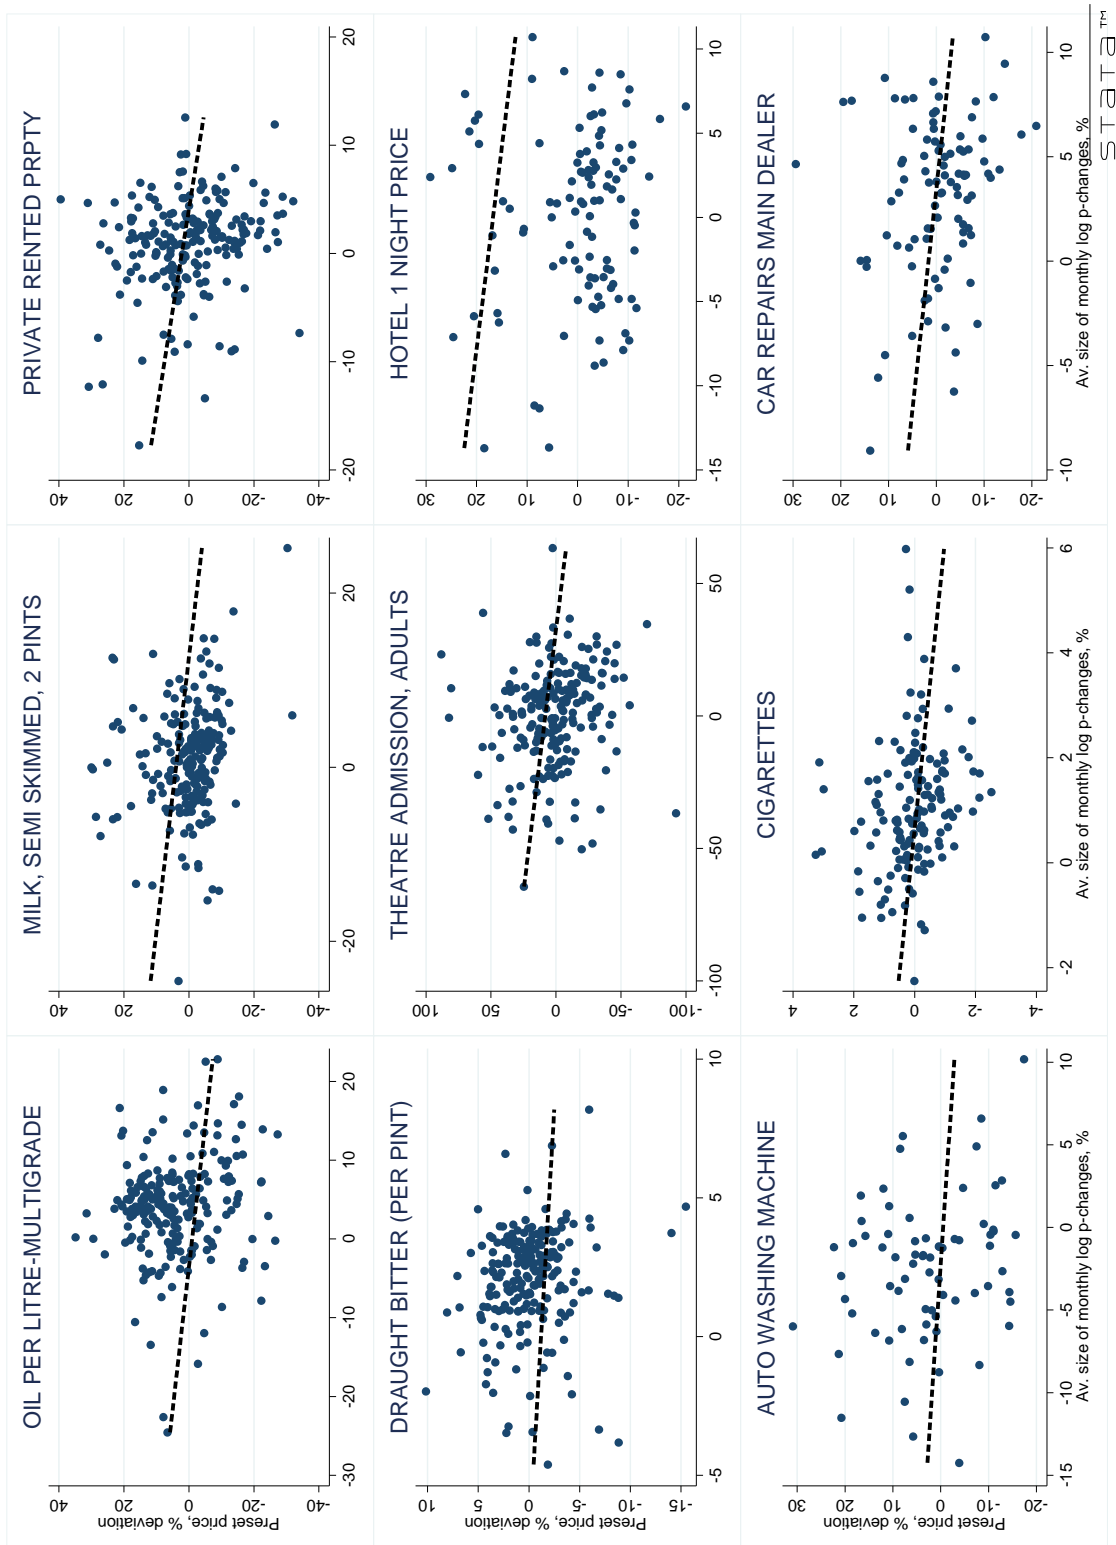 OIL PER LITRE-MULTIGRADE
Preset price, % deviation
40
20
0
-20
-40
-30 -20 -10 0 10 20
MILK, SEMI SKIMMED, 2 PINTS
40
20
0
-20
-40
-20 0 20
PRIVATE RENTED PRPTY
40
20
0
-20
-40
-20 -10 0 10 20
DRAUGHT BITTER (PER PINT)
Preset price, % deviation
10
5
0
-5
-10
-15
-5 0 5 10
THEATRE ADMISSION, ADULTS
100
50
0
-50
-100
-100 -50 0 50
HOTEL 1 NIGHT PRICE
30
20
10
0
-10
-20
-15 -10 -5 0 5 10
AUTO WASHING MACHINE
Preset price, % deviation
30
20
10
0
-10
-20
-15 -10 -5 0 5 10
Av. size of monthly log p-changes, %
CIGARETTES
4
2
0
-2
-4
-2 0 2 4 6
Av. size of monthly log p-changes, %
CAR REPAIRS MAIN DEALER
30
20
10
0
-10
-20
-10 -5 0 5 10
Av. size of monthly log p-changes, %
STATA™